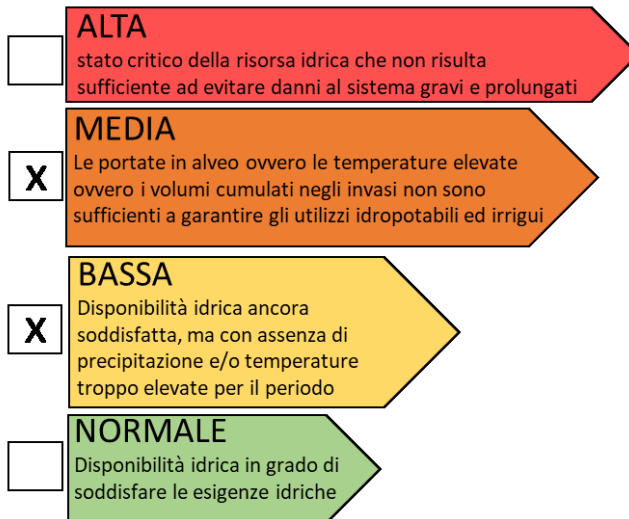 ALTA
stato critico della risorsa idrica che non risulta
sufficiente ad evitare danni al sistema gravi e prolungati
MEDIA
Le portate in alveo ovvero le temperature elevate
X
ovvero i volumi cumulati negli invasi non sono
sufficienti a garantire gli utilizzi idropotabili ed irrigui
BASSA
Disponibilità idrica ancora
X
soddisfatta, ma con assenza di
precipitazione e/o temperature
troppo elevate per il periodo
NORMALE
Disponibilità idrica in grado di
soddisfare le esigenze idriche